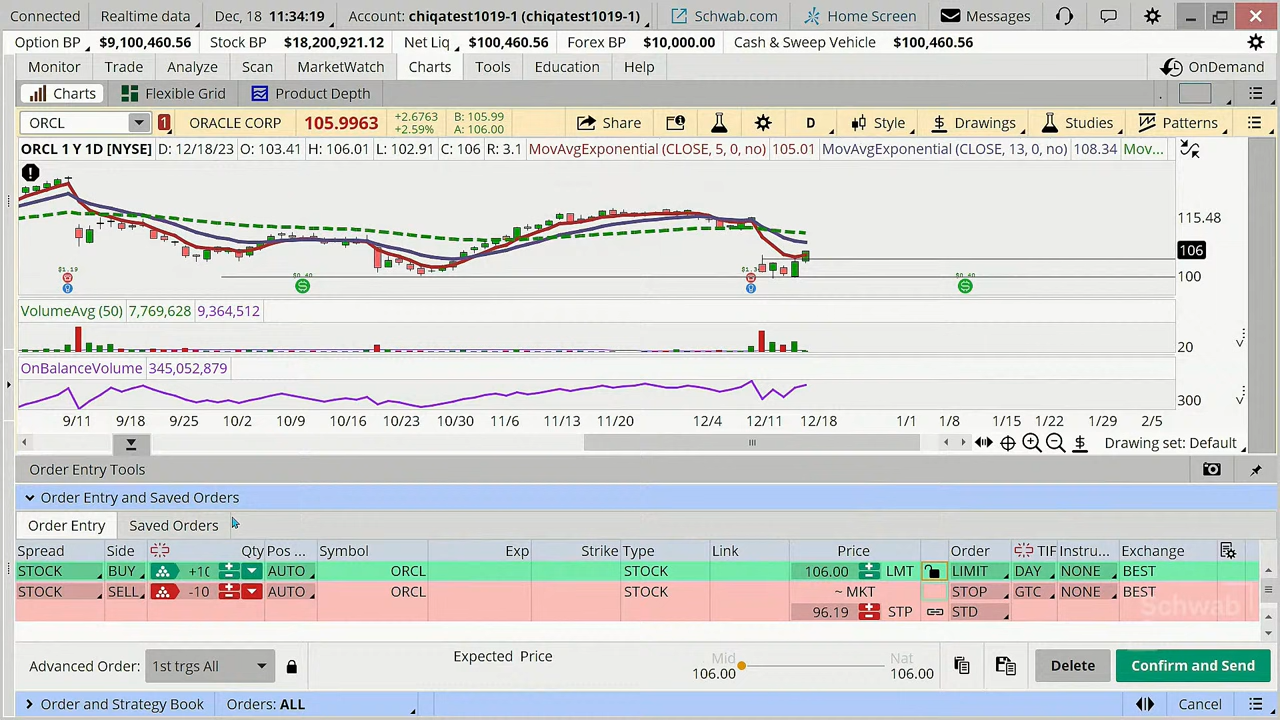 Connected Realtime data Dec, 18 11:34:19 Account: chiqatest1019-1 (chiqatest1019-1) Schwab.com Home Screen Messages
Option BP $9,100,460.56 Stock BP $18,200,921.12 Net Liq $100,460.56 Forex BP $10,000.00 Cash & Sweep Vehicle $100,460.56
Monitor Trade Analyze Scan MarketWatch Charts Tools Education Help OnDemand
Charts Flexible Grid Product Depth
ORCL 1 ORACLE CORP 105.9963 +2.6763 +2.59% B: 105.99 A: 106.00 Share D Style Drawings Studies Patterns
ORCL 1 Y 1D [NYSE] D: 12/18/23 O: 103.41 H: 106.01 L: 102.91 C: 106 R: 3.1 MovAvgExponential (CLOSE, 5, 0, no) 105.01 MovAvgExponential (CLOSE, 13, 0, no) 108.34 Mov...
115.48
106
$1.19 $0.40 $0.40
100
VolumeAvg (50) 7,769,628 9,364,512
20
OnBalanceVolume 345,052,879
300
9/11 9/18 9/25 10/2 10/9 10/16 10/23 10/30 11/6 11/13 11/20 12/4 12/11 12/18 1/1 1/8 1/15 1/22 1/29 2/5
Drawing set: Default
Order Entry Tools
Order Entry and Saved Orders
Order Entry Saved Orders
Spread Side Qty Pos ... Symbol Exp Strike Type Link Price Order TIF Instru... Exchange
STOCK BUY +10 AUTO ORCL STOCK 106.00 LMT LIMIT DAY NONE BEST
STOCK SELL -10 AUTO ORCL STOCK ~ MKT STOP GTC NONE BEST
96.19 STP STD
Schwab
Advanced Order: 1st trgs All Expected Price Mid 106.00 Nat 106.00 Delete Confirm and Send
Order and Strategy Book Orders: ALL Cancel